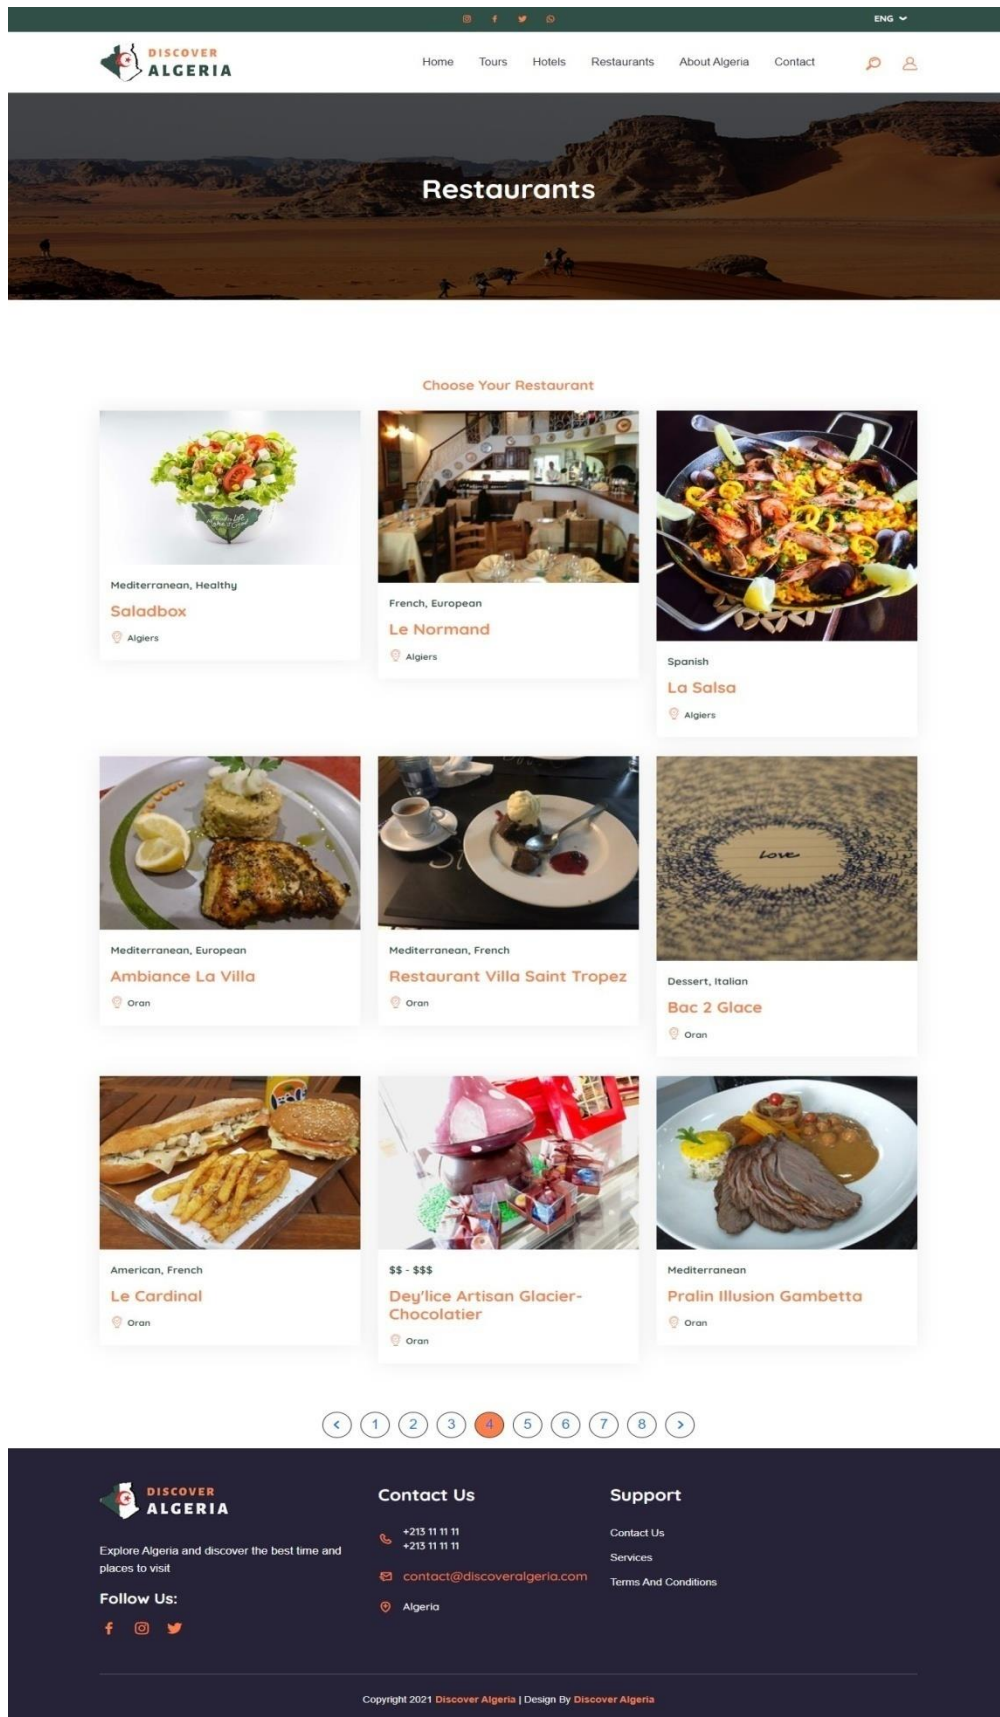 ENG
DISCOVER
ALGERIA
Home Tours Hotels Restaurants About Algeria Contact
Restaurants
Choose Your Restaurant
Mediterranean, Healthy
Saladbox
Algiers
French, European
Le Normand
Algiers
Spanish
La Salsa
Algiers
love
Mediterranean, European
Ambiance La Villa
Oran
Mediterranean, French
Restaurant Villa Saint Tropez
Oran
Dessert, Italian
Bac 2 Glace
Oran
American, French
Le Cardinal
Oran
$$ - $$$
Dey'lice Artisan Glacier-
Chocolatier
Oran
Mediterranean
Pralin Illusion Gambetta
Oran
1 2 3 4 5 6 7 8
DISCOVER
ALGERIA
Explore Algeria and discover the best time and
places to visit
Follow Us:
Contact Us
+213 11 11 11
+213 11 11 11
contact@discoveralgeria.com
Algeria
Support
Contact Us
Services
Terms And Conditions
Copyright 2021 Discover Algeria | Design By Discover Algeria